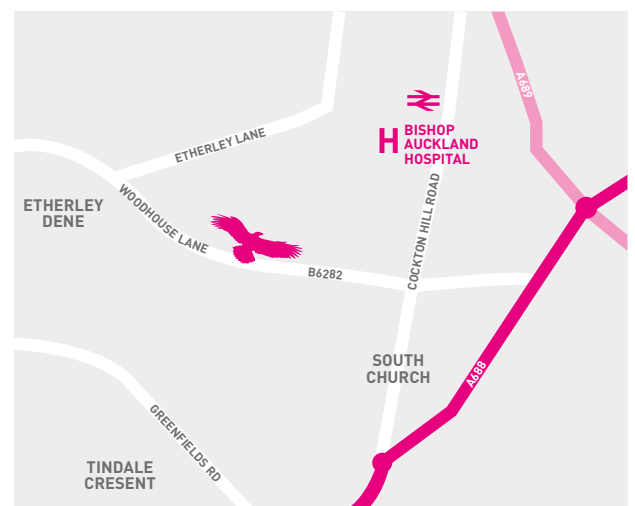 A689
BISHOP
H AUCKLAND
HOSPITAL
ETHERLEY LANE
COCKTON HILL ROAD
ETHERLEY
DENE
WOODHOUSE LANE
B6282
SOUTH
CHURCH
A688
GREENFIELDS RD
TINDALE
CRESENT